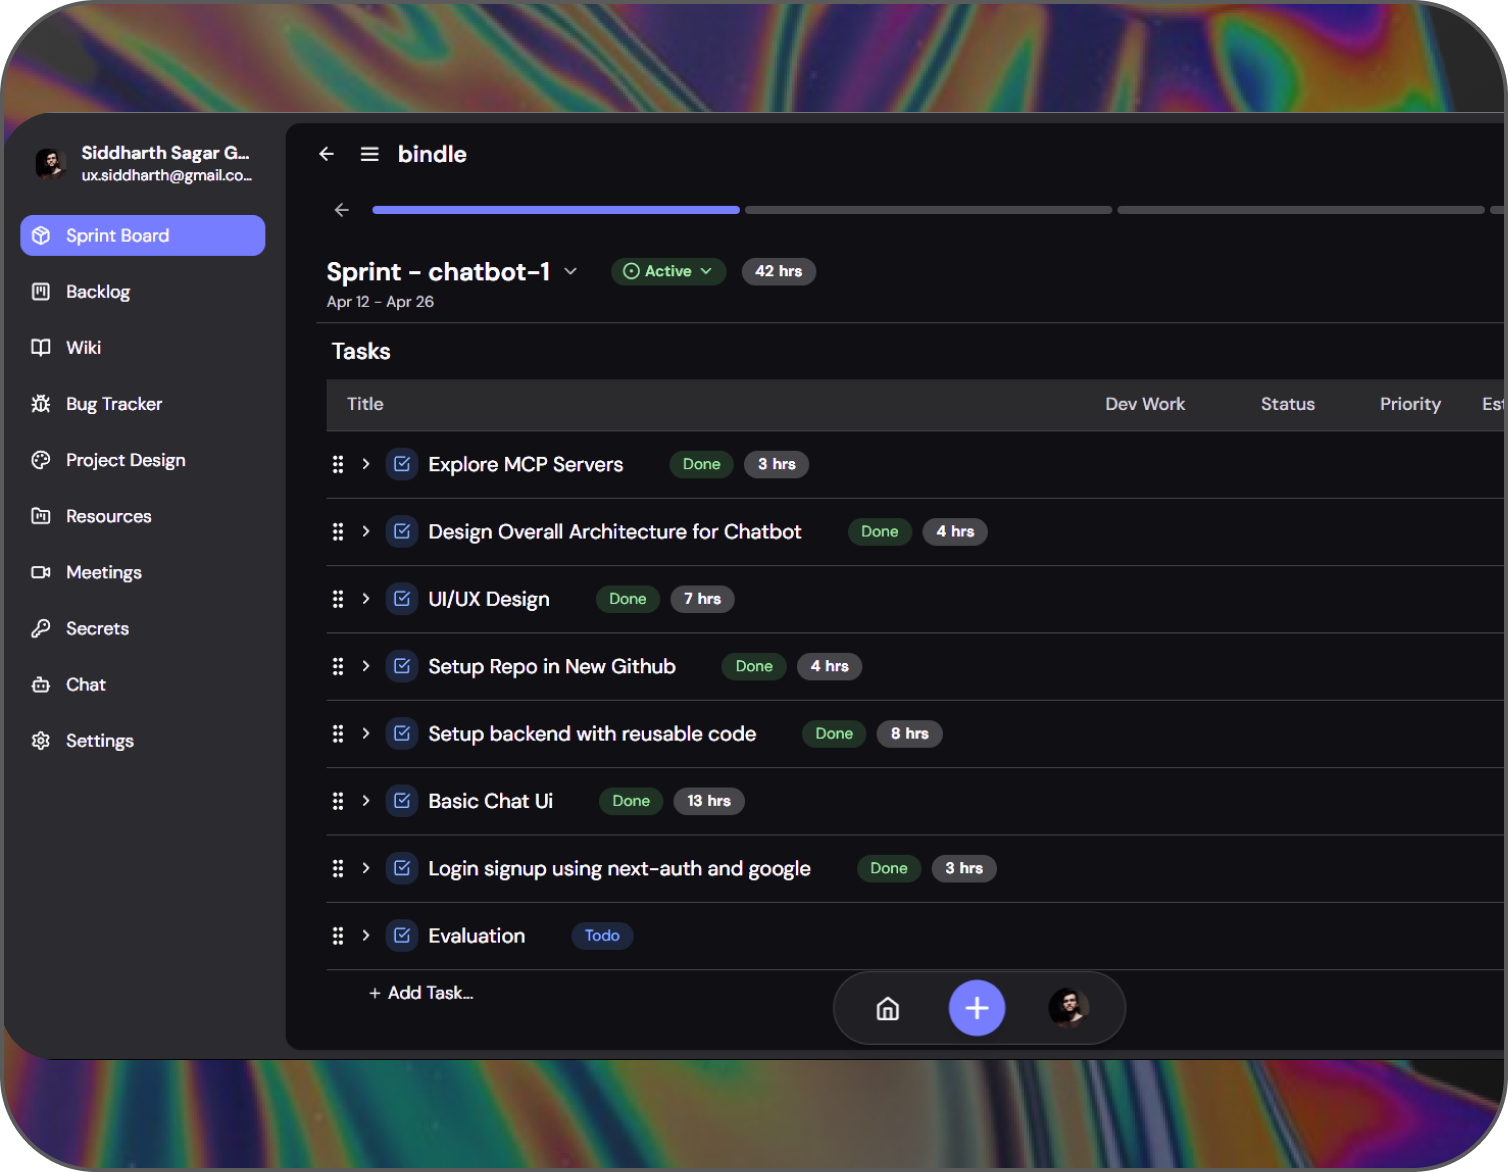 Siddharth Sagar G...
ux.siddharth@gmail.co...
Sprint Board
Backlog
Wiki
Bug Tracker
Project Design
Resources
Meetings
Secrets
Chat
Settings
bindle
Sprint - chatbot-1 Active 42 hrs
Apr 12 - Apr 26
Tasks
Title Dev Work Status Priority Est
Explore MCP Servers Done 3 hrs
Design Overall Architecture for Chatbot Done 4 hrs
UI/UX Design Done 7 hrs
Setup Repo in New Github Done 4 hrs
Setup backend with reusable code Done 8 hrs
Basic Chat Ui Done 13 hrs
Login signup using next-auth and google Done 3 hrs
Evaluation Todo
+ Add Task...